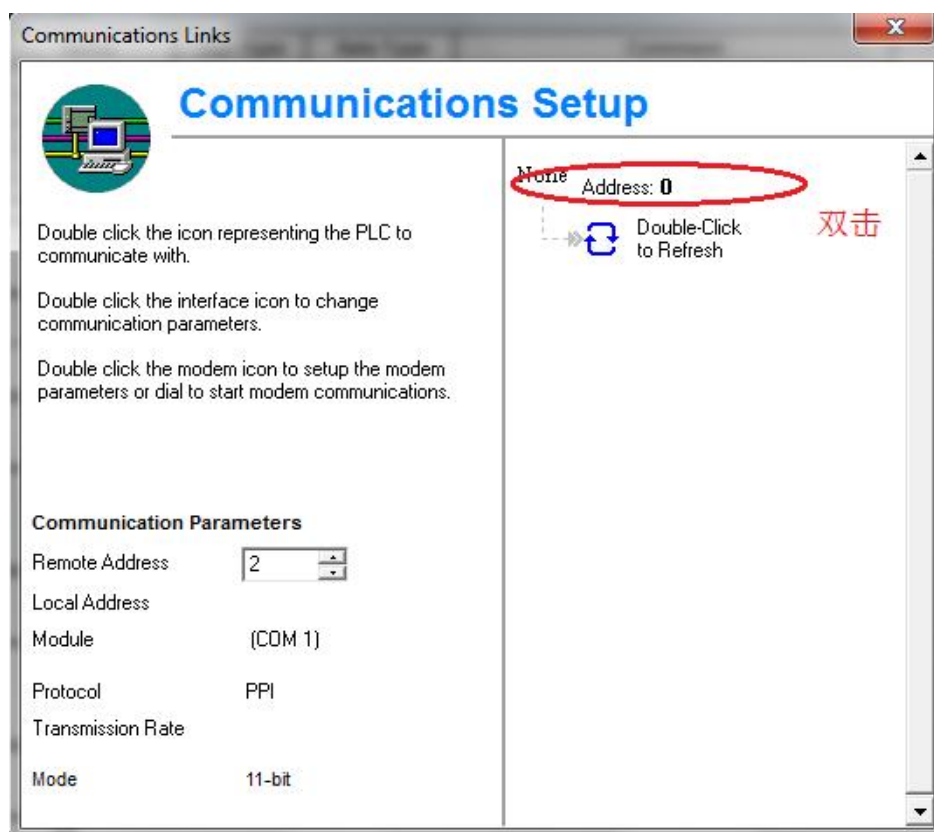 Communications Links
Communications Setup
Double click the icon representing the PLC to
communicate with.
Double click the interface icon to change
communication parameters.
Double click the modem icon to setup the modem
parameters or dial to start modem communications.
Communication Parameters
Remote Address 2
Local Address
Module (COM 1)
Protocol PPI
Transmission Rate
Mode 11-bit
None
Address: 0
双击
Double-Click
to Refresh